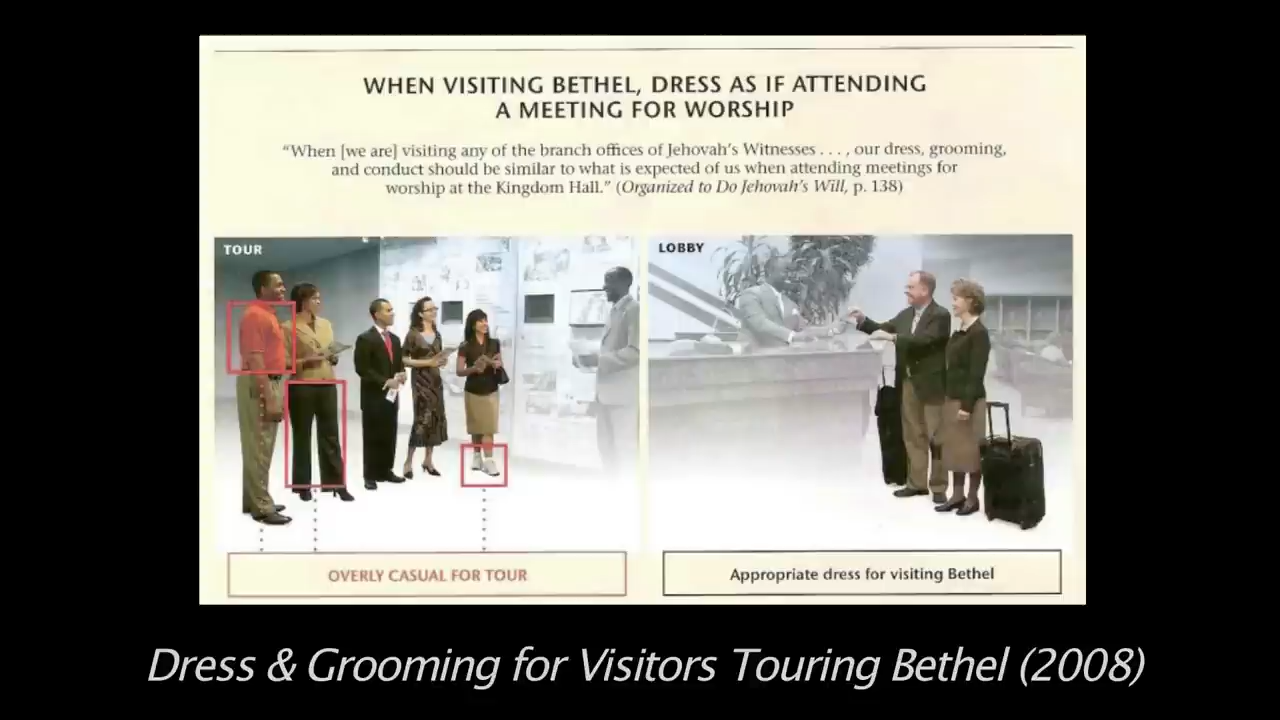 WHEN VISITING BETHEL, DRESS AS IF ATTENDING
A MEETING FOR WORSHIP
“When [we are] visiting any of the branch offices of Jehovah’s Witnesses . . . , our dress, grooming,
and conduct should be similar to what is expected of us when attending meetings for
worship at the Kingdom Hall.” (Organized to Do Jehovah’s Will, p. 138)
TOUR
LOBBY
OVERLY CASUAL FOR TOUR
Appropriate dress for visiting Bethel
Dress & Grooming for Visitors Touring Bethel (2008)